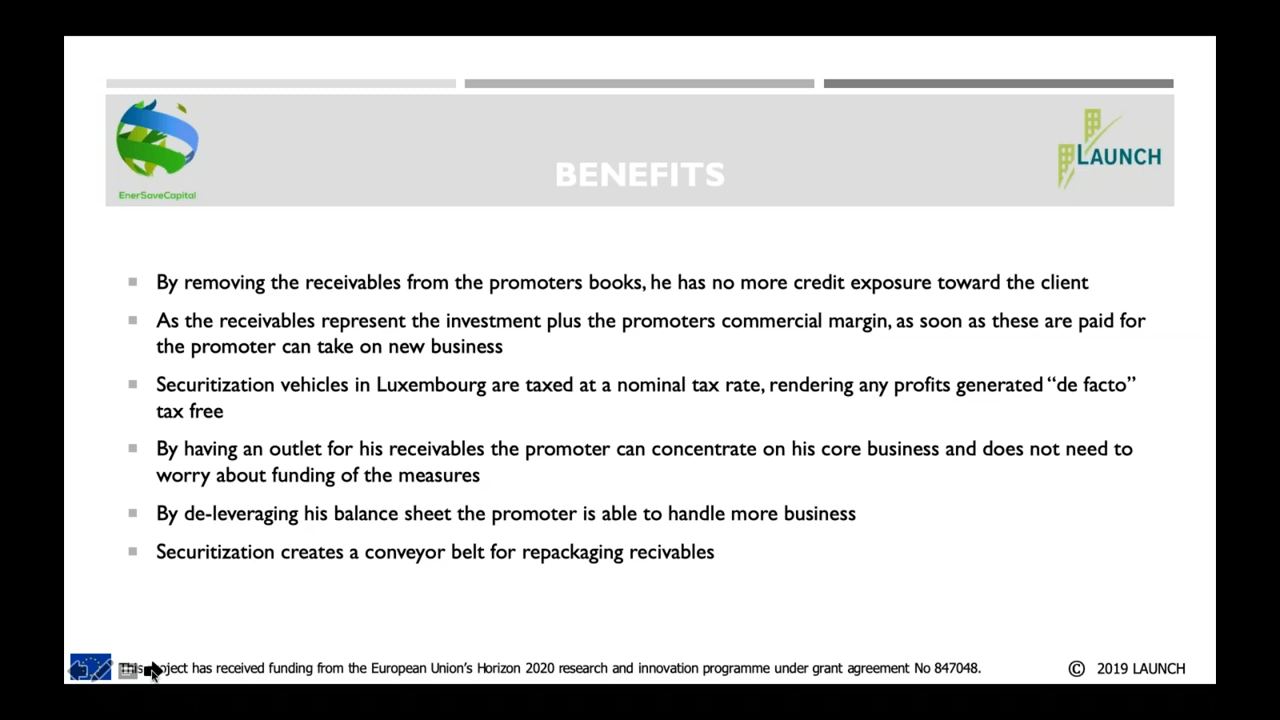 EnerSaveCapital
BENEFITS
LAUNCH
By removing the receivables from the promoters books, he has no more credit exposure toward the client
As the receivables represent the investment plus the promoters commercial margin, as soon as these are paid for
the promoter can take on new business
Securitization vehicles in Luxembourg are taxed at a nominal tax rate, rendering any profits generated “de facto”
tax free
By having an outlet for his receivables the promoter can concentrate on his core business and does not need to
worry about funding of the measures
By de-leveraging his balance sheet the promoter is able to handle more business
Securitization creates a conveyor belt for repackaging recivables
This project has received funding from the European Union’s Horizon 2020 research and innovation programme under grant agreement No 847048.
© 2019 LAUNCH